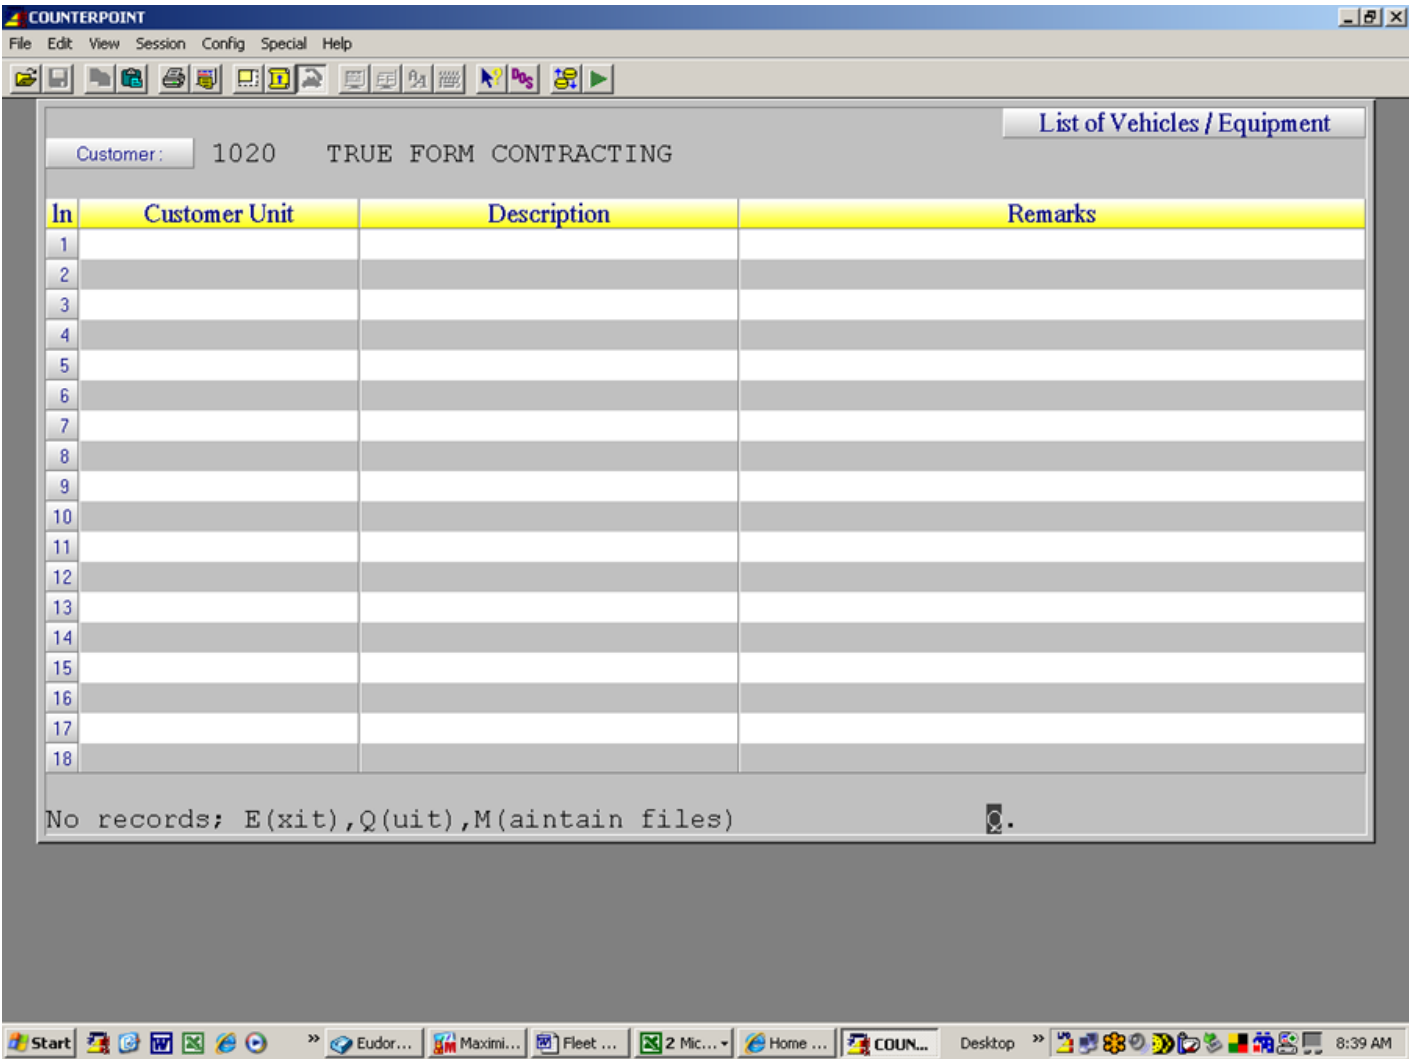 COUNTERPOINT
File Edit View Session Config Special Help
DOS
List of Vehicles / Equipment
Customer: 1020 TRUE FORM CONTRACTING
ln Customer Unit Description Remarks
1
2
3
4
5
6
7
8
9
10
11
12
13
14
15
16
17
18
No records; E(xit),Q(uit),M(aintain files) Q.
Start » Eudor... Maximi... Fleet ... 2 Mic... Home ... COUN... Desktop » 8:39 AM